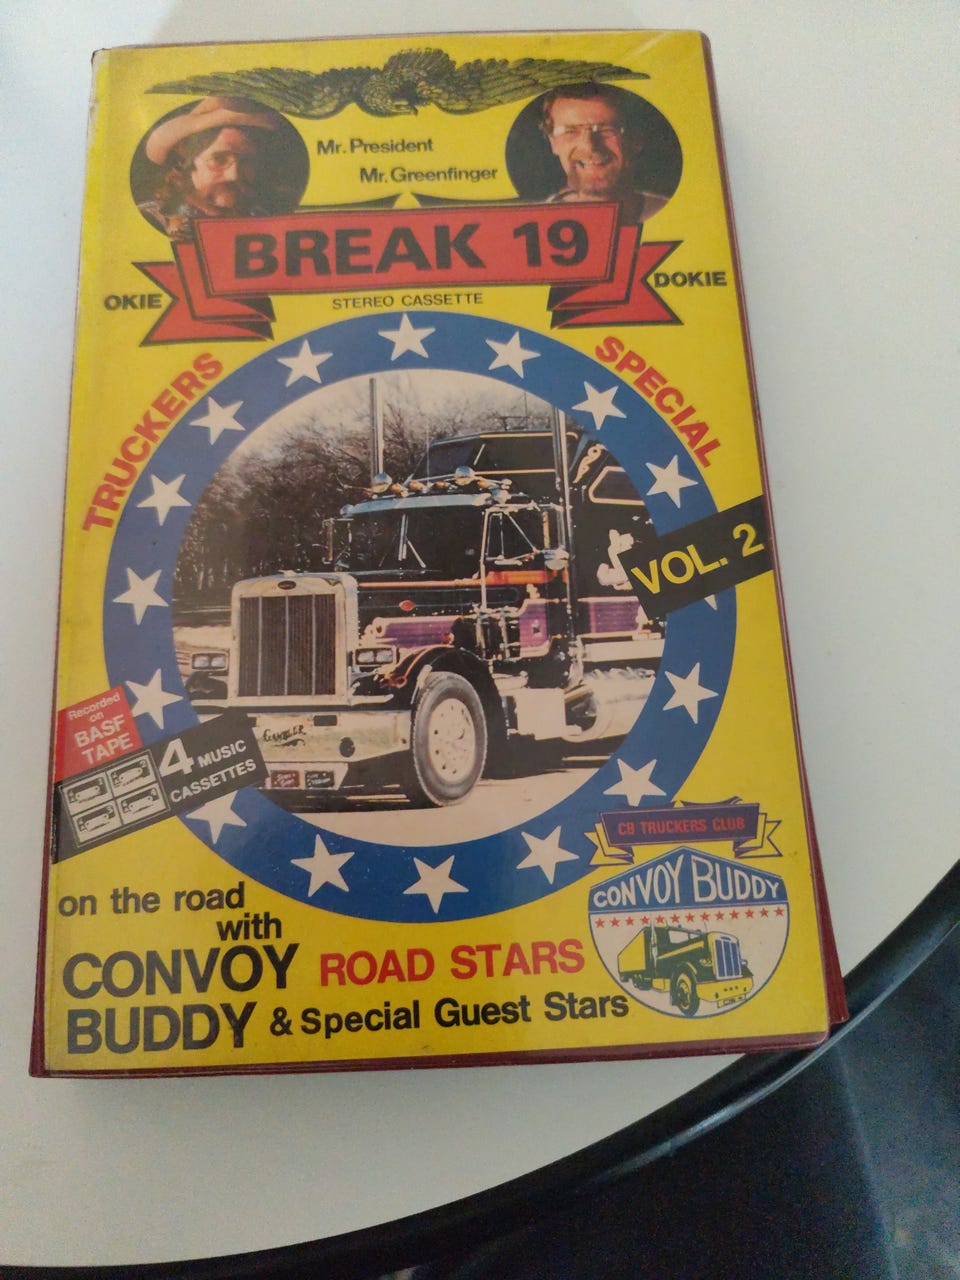 Mr. President
Mr. Greenfinger
BREAK 19
OKIE
DOKIE
STEREO CASSETTE
TRUCKERS
SPECIAL
VOL. 2
Recorded
on
BASF
TAPE
4 MUSIC
CASSETTES
GAMBLER
CB TRUCKERS CLUB
CONVOY BUDDY
on the road
with
CONVOY
BUDDY
ROAD STARS
& Special Guest Stars